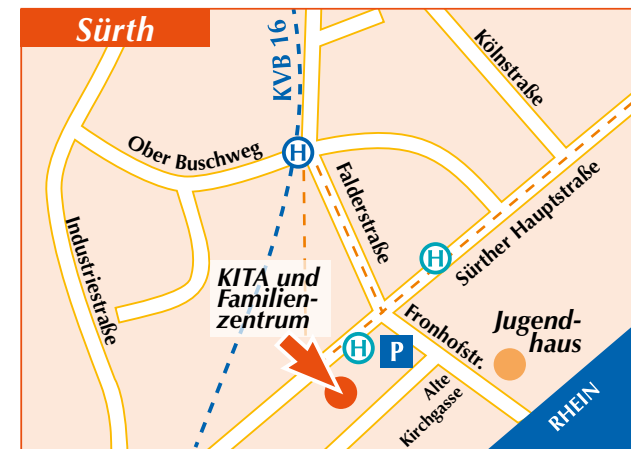 Sürth
KVB 16
Kölnstraße
Ober Buschweg
H
Falderstraße
Sürther Hauptstraße
Industriestraße
H
KITA und
Familien-
zentrum
Fronhofstr.
Jugend-
haus
H
P
Alte
Kirchgasse
RHEIN